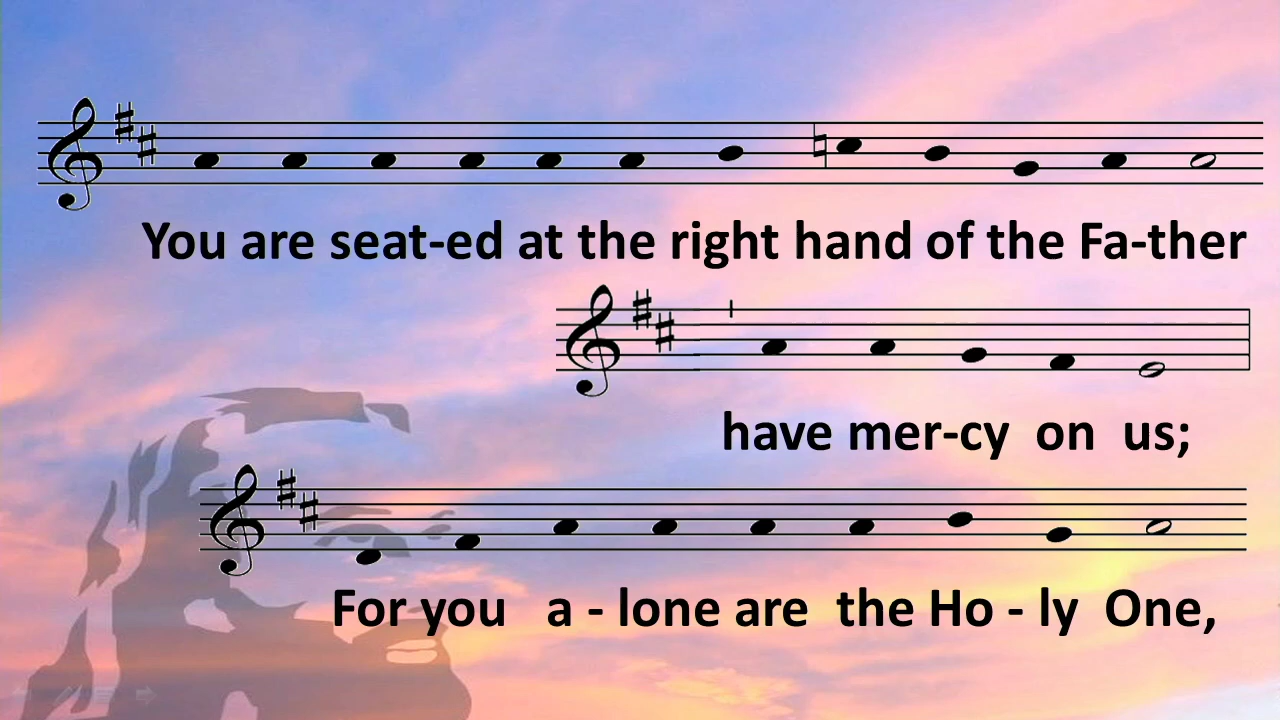 You are seat-ed at the right hand of the Fa-ther
have mer-cy on us;
For you a - lone are the Ho - ly One,